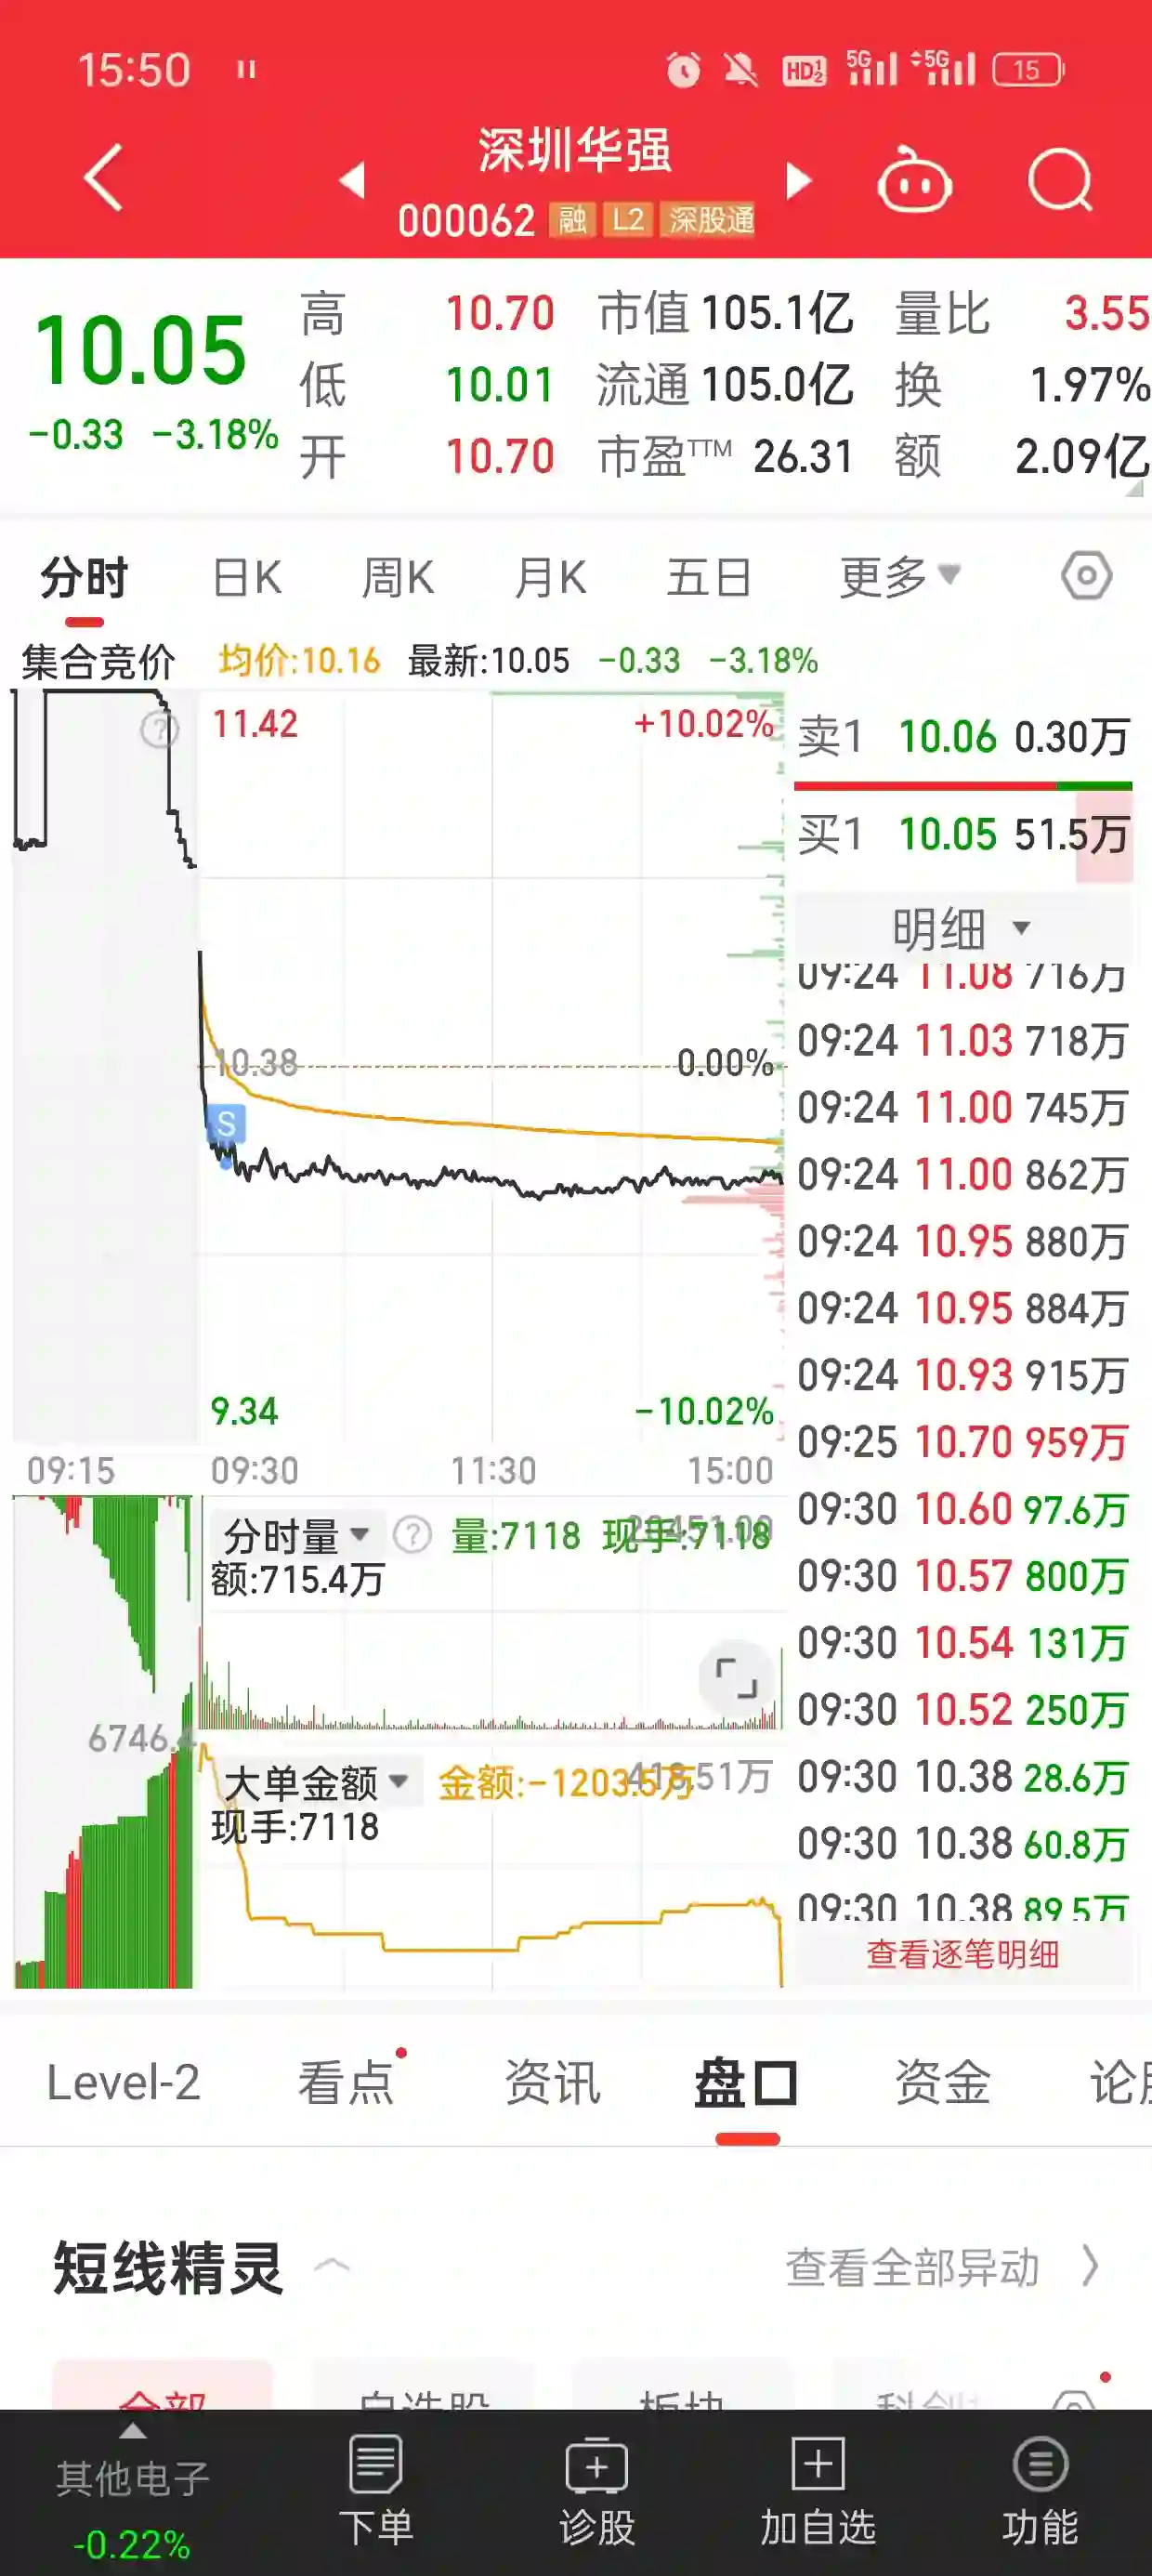 15:50
HD 1 2 5G 5G 15
深圳华强
000062 融 L2 深股通
10.05
-0.33 -3.18%
高 10.70 市值 105.1亿 量比 3.55
低 10.01 流通 105.0亿 换 1.97%
开 10.70 市盈TTM 26.31 额 2.09亿
分时 日K 周K 月K 五日 更多
集合竞价 均价:10.16 最新:10.05 -0.33 -3.18%
11.42 +10.02%
10.38 0.00%
S
9.34 -10.02%
09:15 09:30 11:30 15:00
卖1 10.06 0.30万
买1 10.05 51.5万
明细
09:24 11.08 716万
09:24 11.03 718万
09:24 11.00 745万
09:24 11.00 862万
09:24 10.95 880万
09:24 10.95 884万
09:24 10.93 915万
09:25 10.70 959万
09:30 10.60 97.6万
09:30 10.57 800万
09:30 10.54 131万
09:30 10.52 250万
09:30 10.38 28.6万
09:30 10.38 60.8万
09:30 10.38 89.5万
查看逐笔明细
分时量 ? 量:7118 现手:7118
额:715.4万
大单金额 金额:-1203.5万
现手:7118
Level-2 看点 资讯 盘口 资金
短线精灵 查看全部异动
全部 自选股 板块
其他电子
-0.22%
下单 诊股 加自选 功能